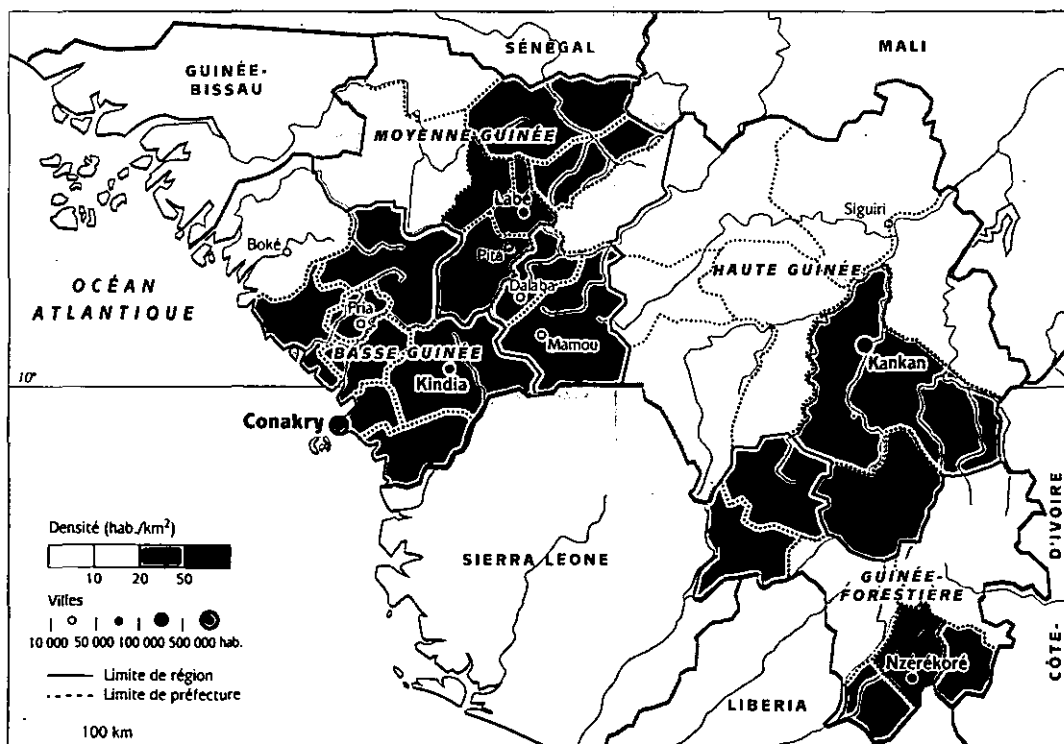 SÉNÉGAL
MALI
GUINÉE-
BISSAU
MOYENNE-GUINÉE
Labé
Siguiri
Boké
Pita
HAUTE GUINÉE
OCÉAN
ATLANTIQUE
Dalaba
Fria
Mamou
BASSE GUINÉE
Kankan
Kindia
10°
Conakry
Densité (hab./km²)
10 20 50
SIERRA LEONE
CÔTE-
D'IVOIRE
GUINÉE-
FORESTIÈRE
Villes
10 000 50 000 100 000 500 000 hab.
Nzérékoré
Limite de région
Limite de préfecture
LIBERIA
100 km